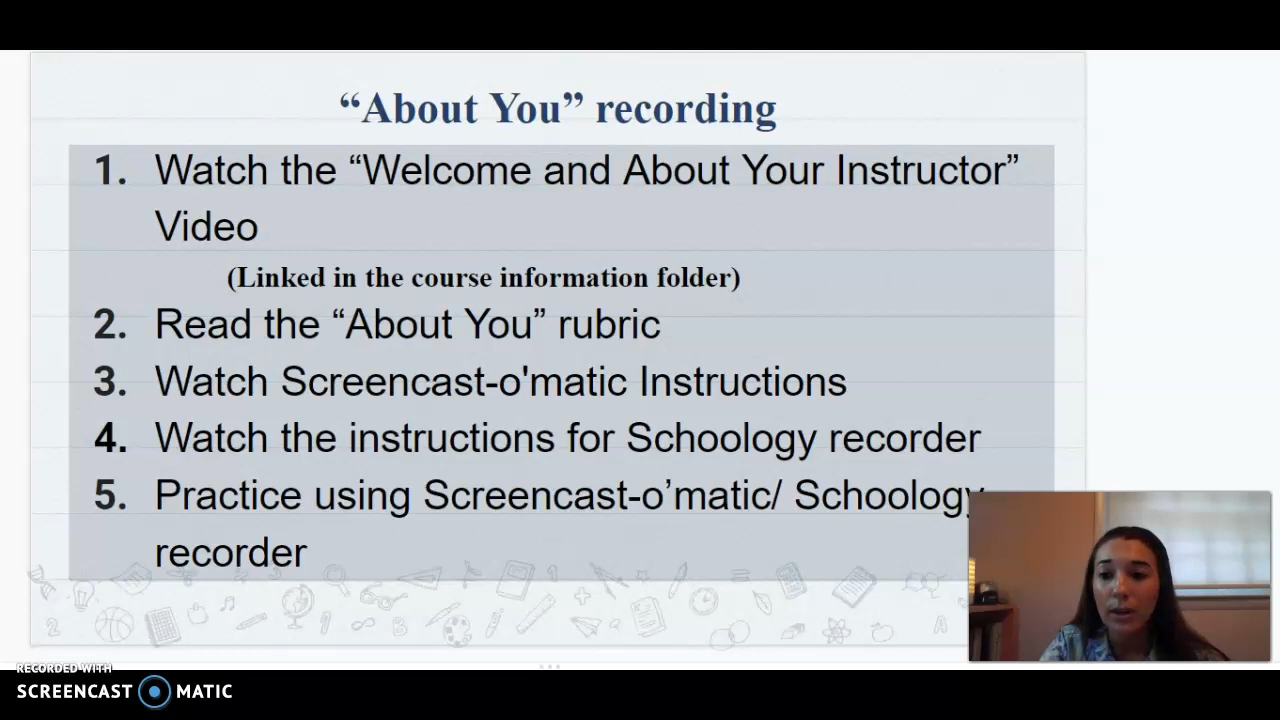 “About You” recording
1. Watch the “Welcome and About Your Instructor”
Video
(Linked in the course information folder)
2. Read the “About You” rubric
3. Watch Screencast-o'matic Instructions
4. Watch the instructions for Schoology recorder
5. Practice using Screencast-o’matic/ Schoology
recorder
RECORDED WITH
SCREENCAST MATIC